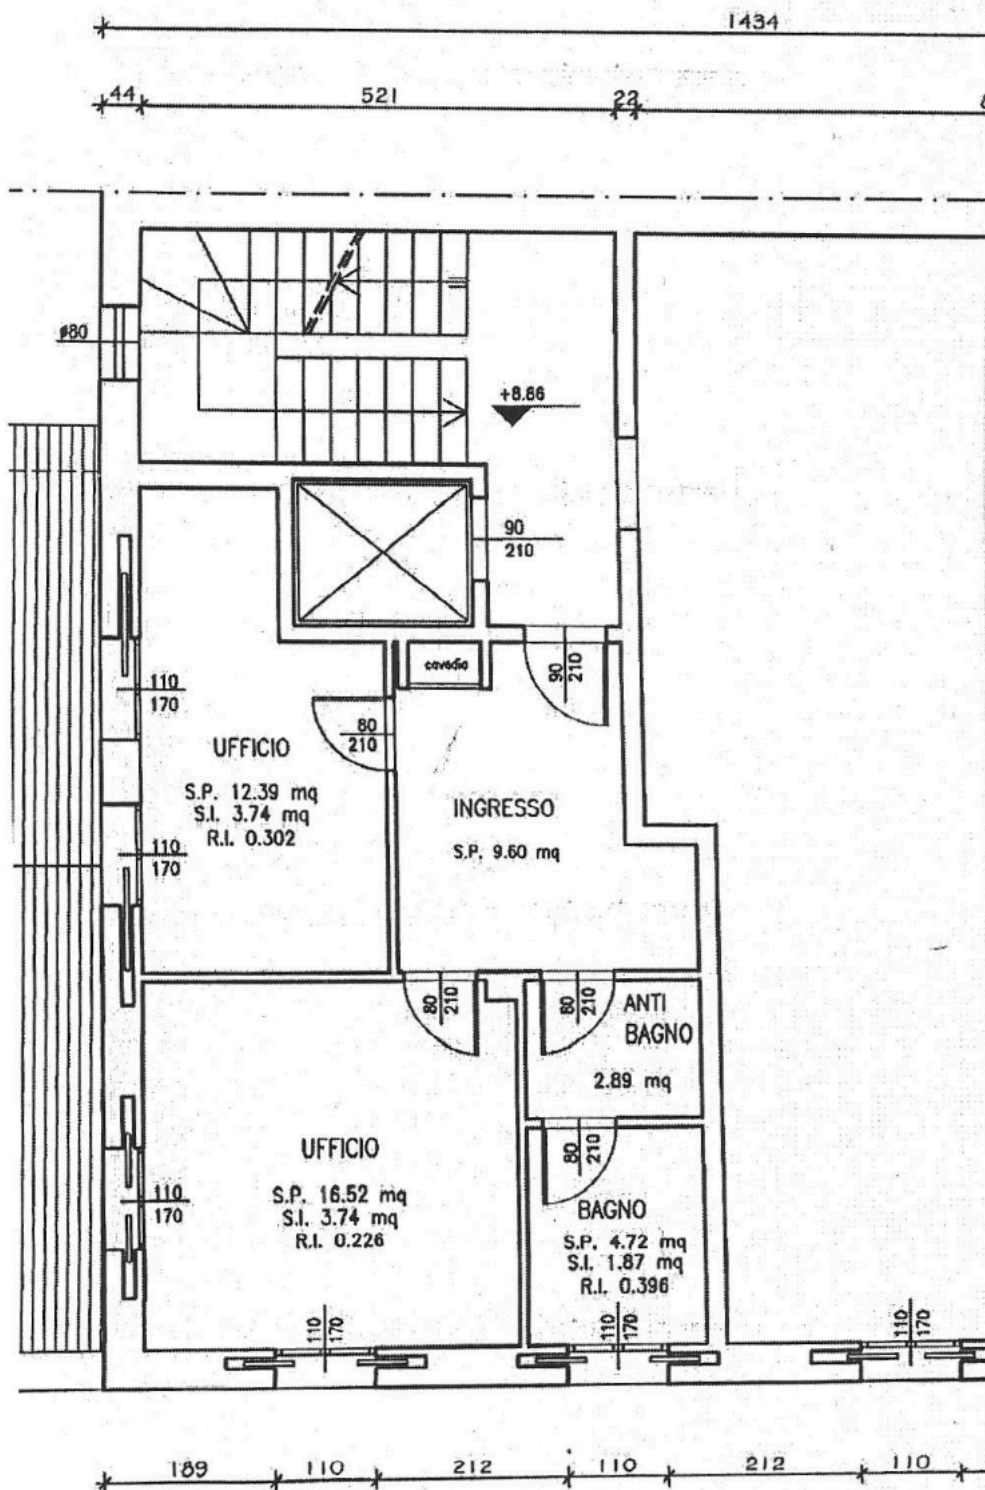 1434
44
521
22
ø80
+8.86
90
210
cavedio
90
210
110
170
80
210
UFFICIO
S.P. 12.39 mq
S.I. 3.74 mq
R.I. 0.302
INGRESSO
S.P. 9.60 mq
110
170
80
210
80
210
ANTI
BAGNO
2.89 mq
UFFICIO
S.P. 16.52 mq
S.I. 3.74 mq
R.I. 0.226
80
210
110
170
BAGNO
S.P. 4.72 mq
S.I. 1.87 mq
R.I. 0.396
110
170
110
170
110
170
189
110
212
110
212
110